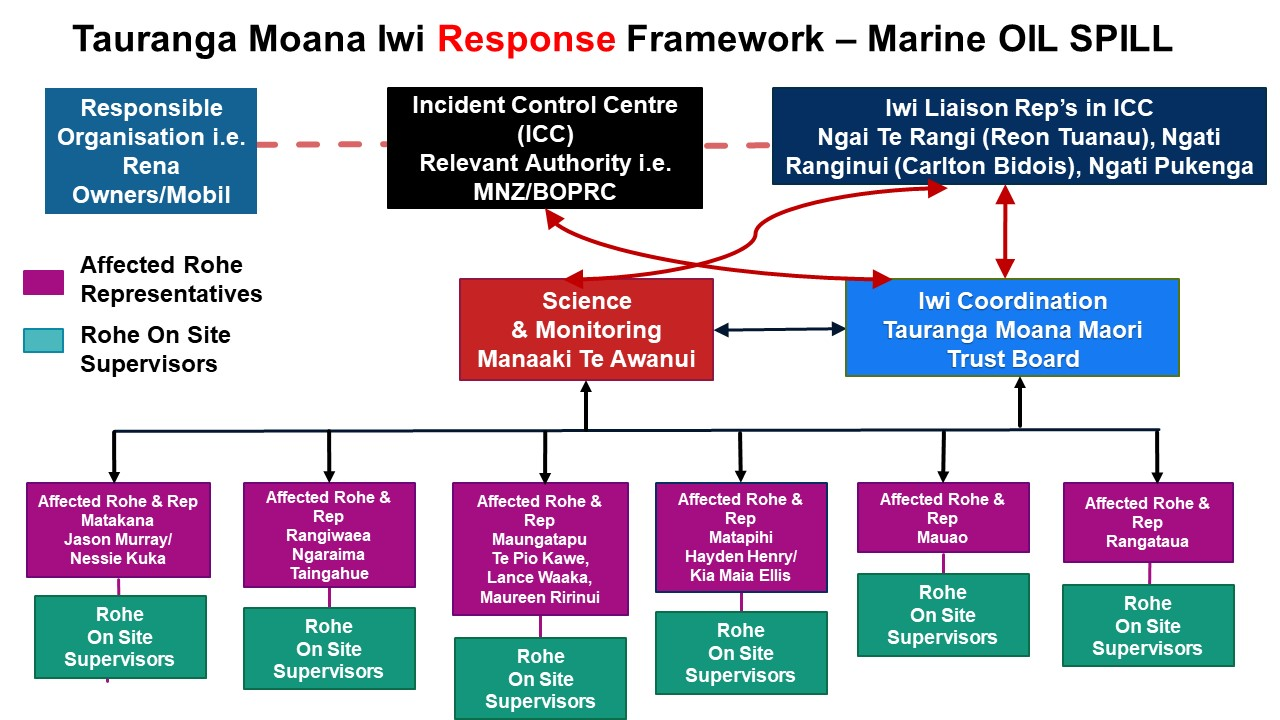 Tauranga Moana Iwi Response Framework – Marine OIL SPILL
Responsible
Organisation i.e.
Rena
Owners/Mobil
Incident Control Centre
(ICC)
Relevant Authority i.e.
MNZ/BOPRC
Iwi Liaison Rep's in ICC
Ngai Te Rangi (Reon Tuanau), Ngati
Ranginui (Carlton Bidois), Ngati Pukenga
Affected Rohe
Representatives
Rohe On Site
Supervisors
Science
& Monitoring
Manaaki Te Awanui
Iwi Coordination
Tauranga Moana Maori
Trust Board
Affected Rohe & Rep
Matakana
Jason Murray/
Nessie Kuka
Affected Rohe &
Rep
Rangiwaea
Ngaraima
Taingahue
Affected Rohe &
Rep
Maungatapu
Te Pio Kawe,
Lance Waaka,
Maureen Ririnui
Affected Rohe &
Rep
Matapihi
Hayden Henry/
Kia Maia Ellis
Affected Rohe &
Rep
Mauao
Affected Rohe &
Rep
Rangataua
Rohe
On Site
Supervisors
Rohe
On Site
Supervisors
Rohe
On Site
Supervisors
Rohe
On Site
Supervisors
Rohe
On Site
Supervisors
Rohe
On Site
Supervisors